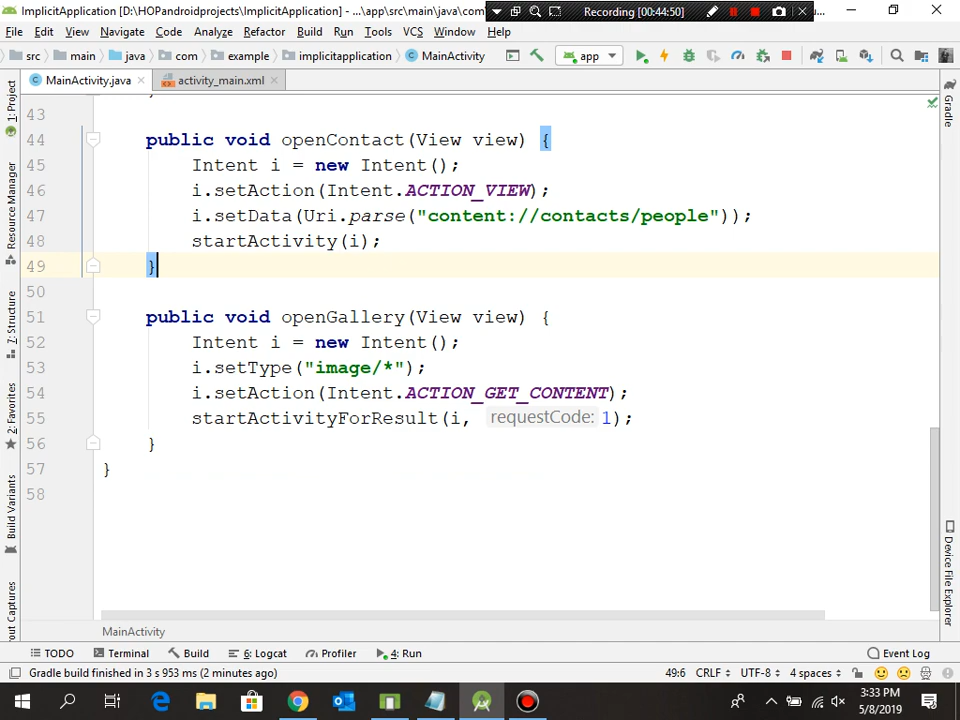 ImplicitApplication [D:\HOPandroidprojects\ImplicitApplication] - ...\app\src\main\java\com
Recording (00:44:50)
u...
File Edit View Navigate Code Analyze Refactor Build Run Tools VCS Window Help
src main java com example implicitapplication MainActivity app
MainActivity.java activity_main.xml
1: Project
Resource Manager
Z: Structure
2: Favorites
Build Variants
out Captures
43
44 public void openContact(View view) {
45 Intent i = new Intent();
46 i.setAction(Intent.ACTION_VIEW);
47 i.setData(Uri.parse("content://contacts/people"));
48 startActivity(i);
49 }
50
51 public void openGallery(View view) {
52 Intent i = new Intent();
53 i.setType("image/*");
54 i.setAction(Intent.ACTION_GET_CONTENT);
55 startActivityForResult(i, requestCode: 1);
56 }
57 }
58
Gradle
Device File Explorer
MainActivity
TODO Terminal Build 6: Logcat Profiler 4: Run Event Log
Gradle build finished in 3 s 953 ms (2 minutes ago) 49:6 CRLF UTF-8 4 spaces
3:33 PM
5/8/2019